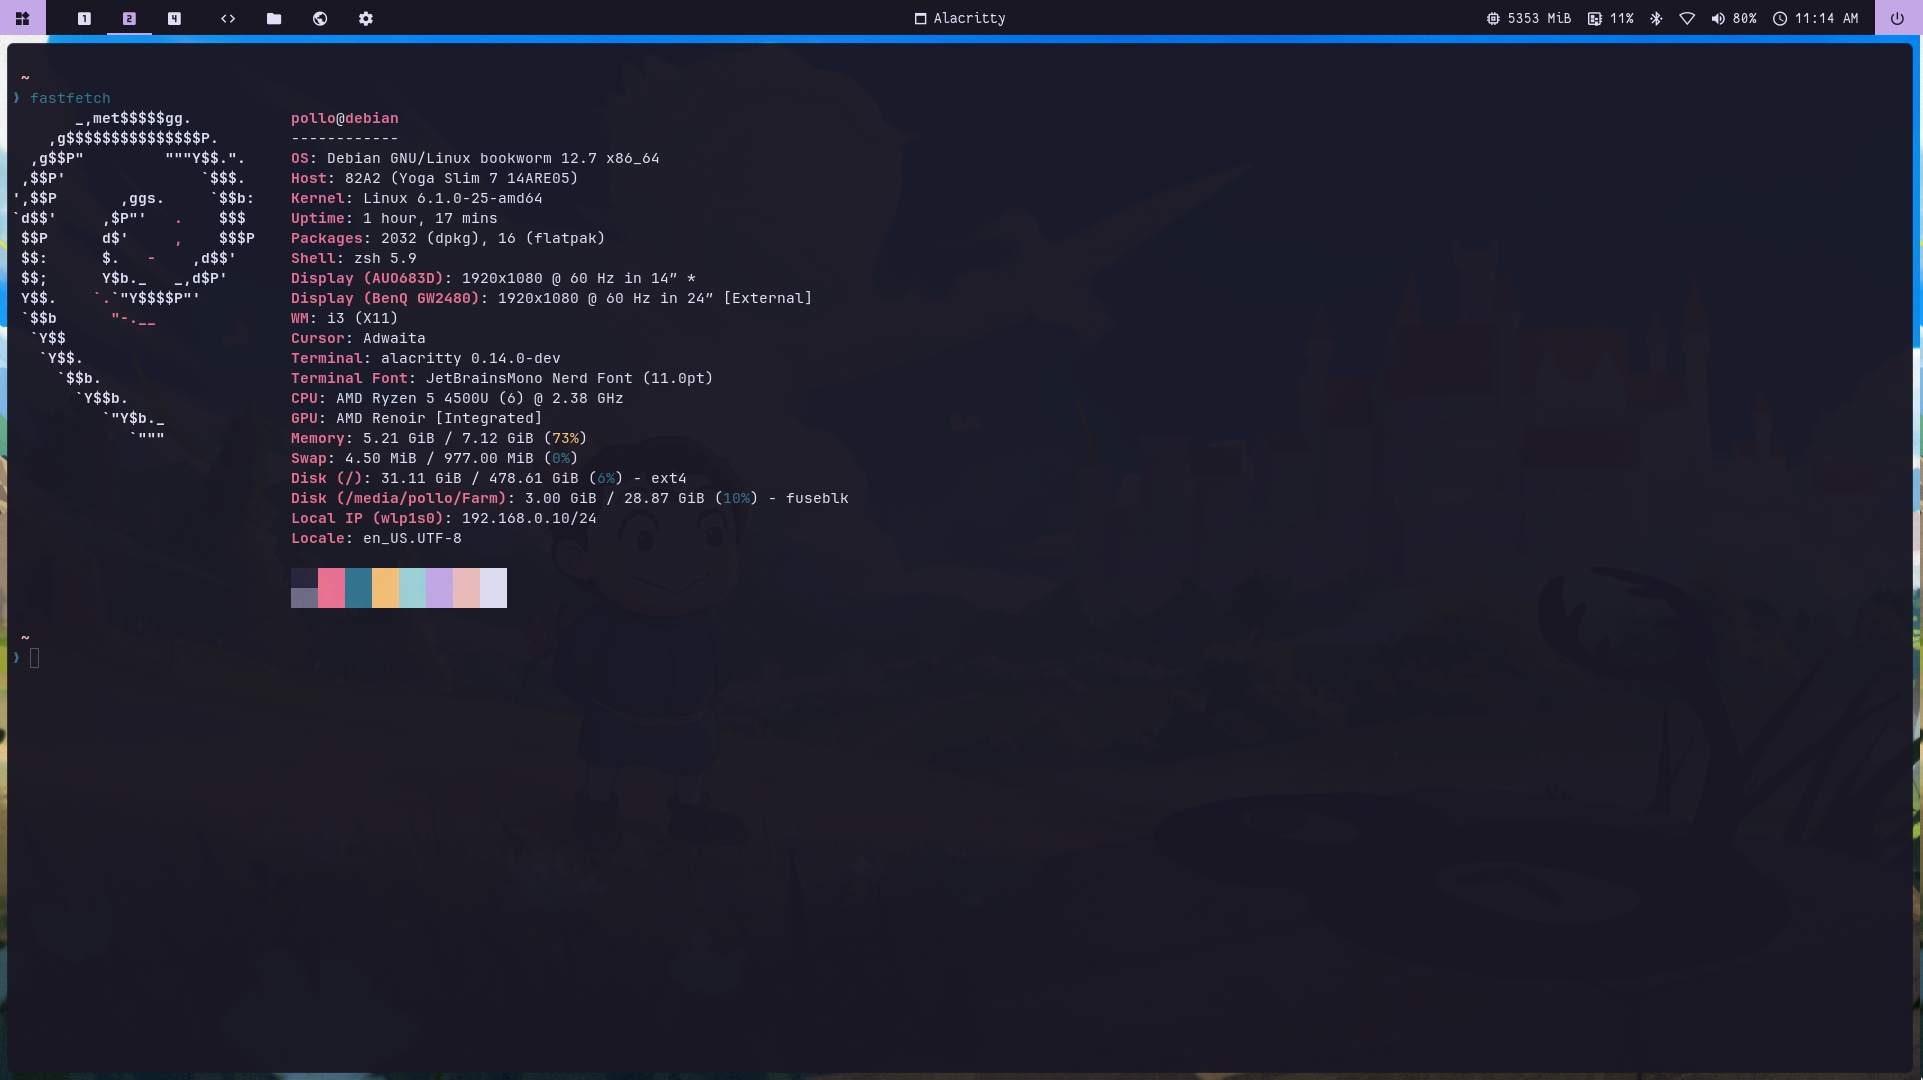 1 2 4 Alacritty 5353 MiB 11% 80% 11:14 AM
~
❯ fastfetch
_,met$$$$$gg. pollo@debian
,g$$$$$$$$$$$$$$$P. ------------
,g$$P" """Y$$.". OS: Debian GNU/Linux bookworm 12.7 x86_64
,$$P' `$$$. Host: 82A2 (Yoga Slim 7 14ARE05)
',$$P ,ggs. `$$b: Kernel: Linux 6.1.0-25-amd64
`d$$' ,$P"' . $$$ Uptime: 1 hour, 17 mins
$$P d$' , $$$P Packages: 2032 (dpkg), 16 (flatpak)
$$: $. - ,d$$' Shell: zsh 5.9
$$; Y$b._ _,d$P' Display (AUO683D): 1920x1080 @ 60 Hz in 14″ *
Y$$. `.`"Y$$$$P"' Display (BenQ GW2480): 1920x1080 @ 60 Hz in 24″ [External]
`$$b "-.__ WM: i3 (X11)
`Y$$ Cursor: Adwaita
`Y$$. Terminal: alacritty 0.14.0-dev
`$$b. Terminal Font: JetBrainsMono Nerd Font (11.0pt)
`Y$$b. CPU: AMD Ryzen 5 4500U (6) @ 2.38 GHz
`"Y$b._ GPU: AMD Renoir [Integrated]
`""" Memory: 5.21 GiB / 7.12 GiB (73%)
Swap: 4.50 MiB / 977.00 MiB (0%)
Disk (/): 31.11 GiB / 478.61 GiB (6%) - ext4
Disk (/media/pollo/Farm): 3.00 GiB / 28.87 GiB (10%) - fuseblk
Local IP (wlp1s0): 192.168.0.10/24
Locale: en_US.UTF-8
~
❯